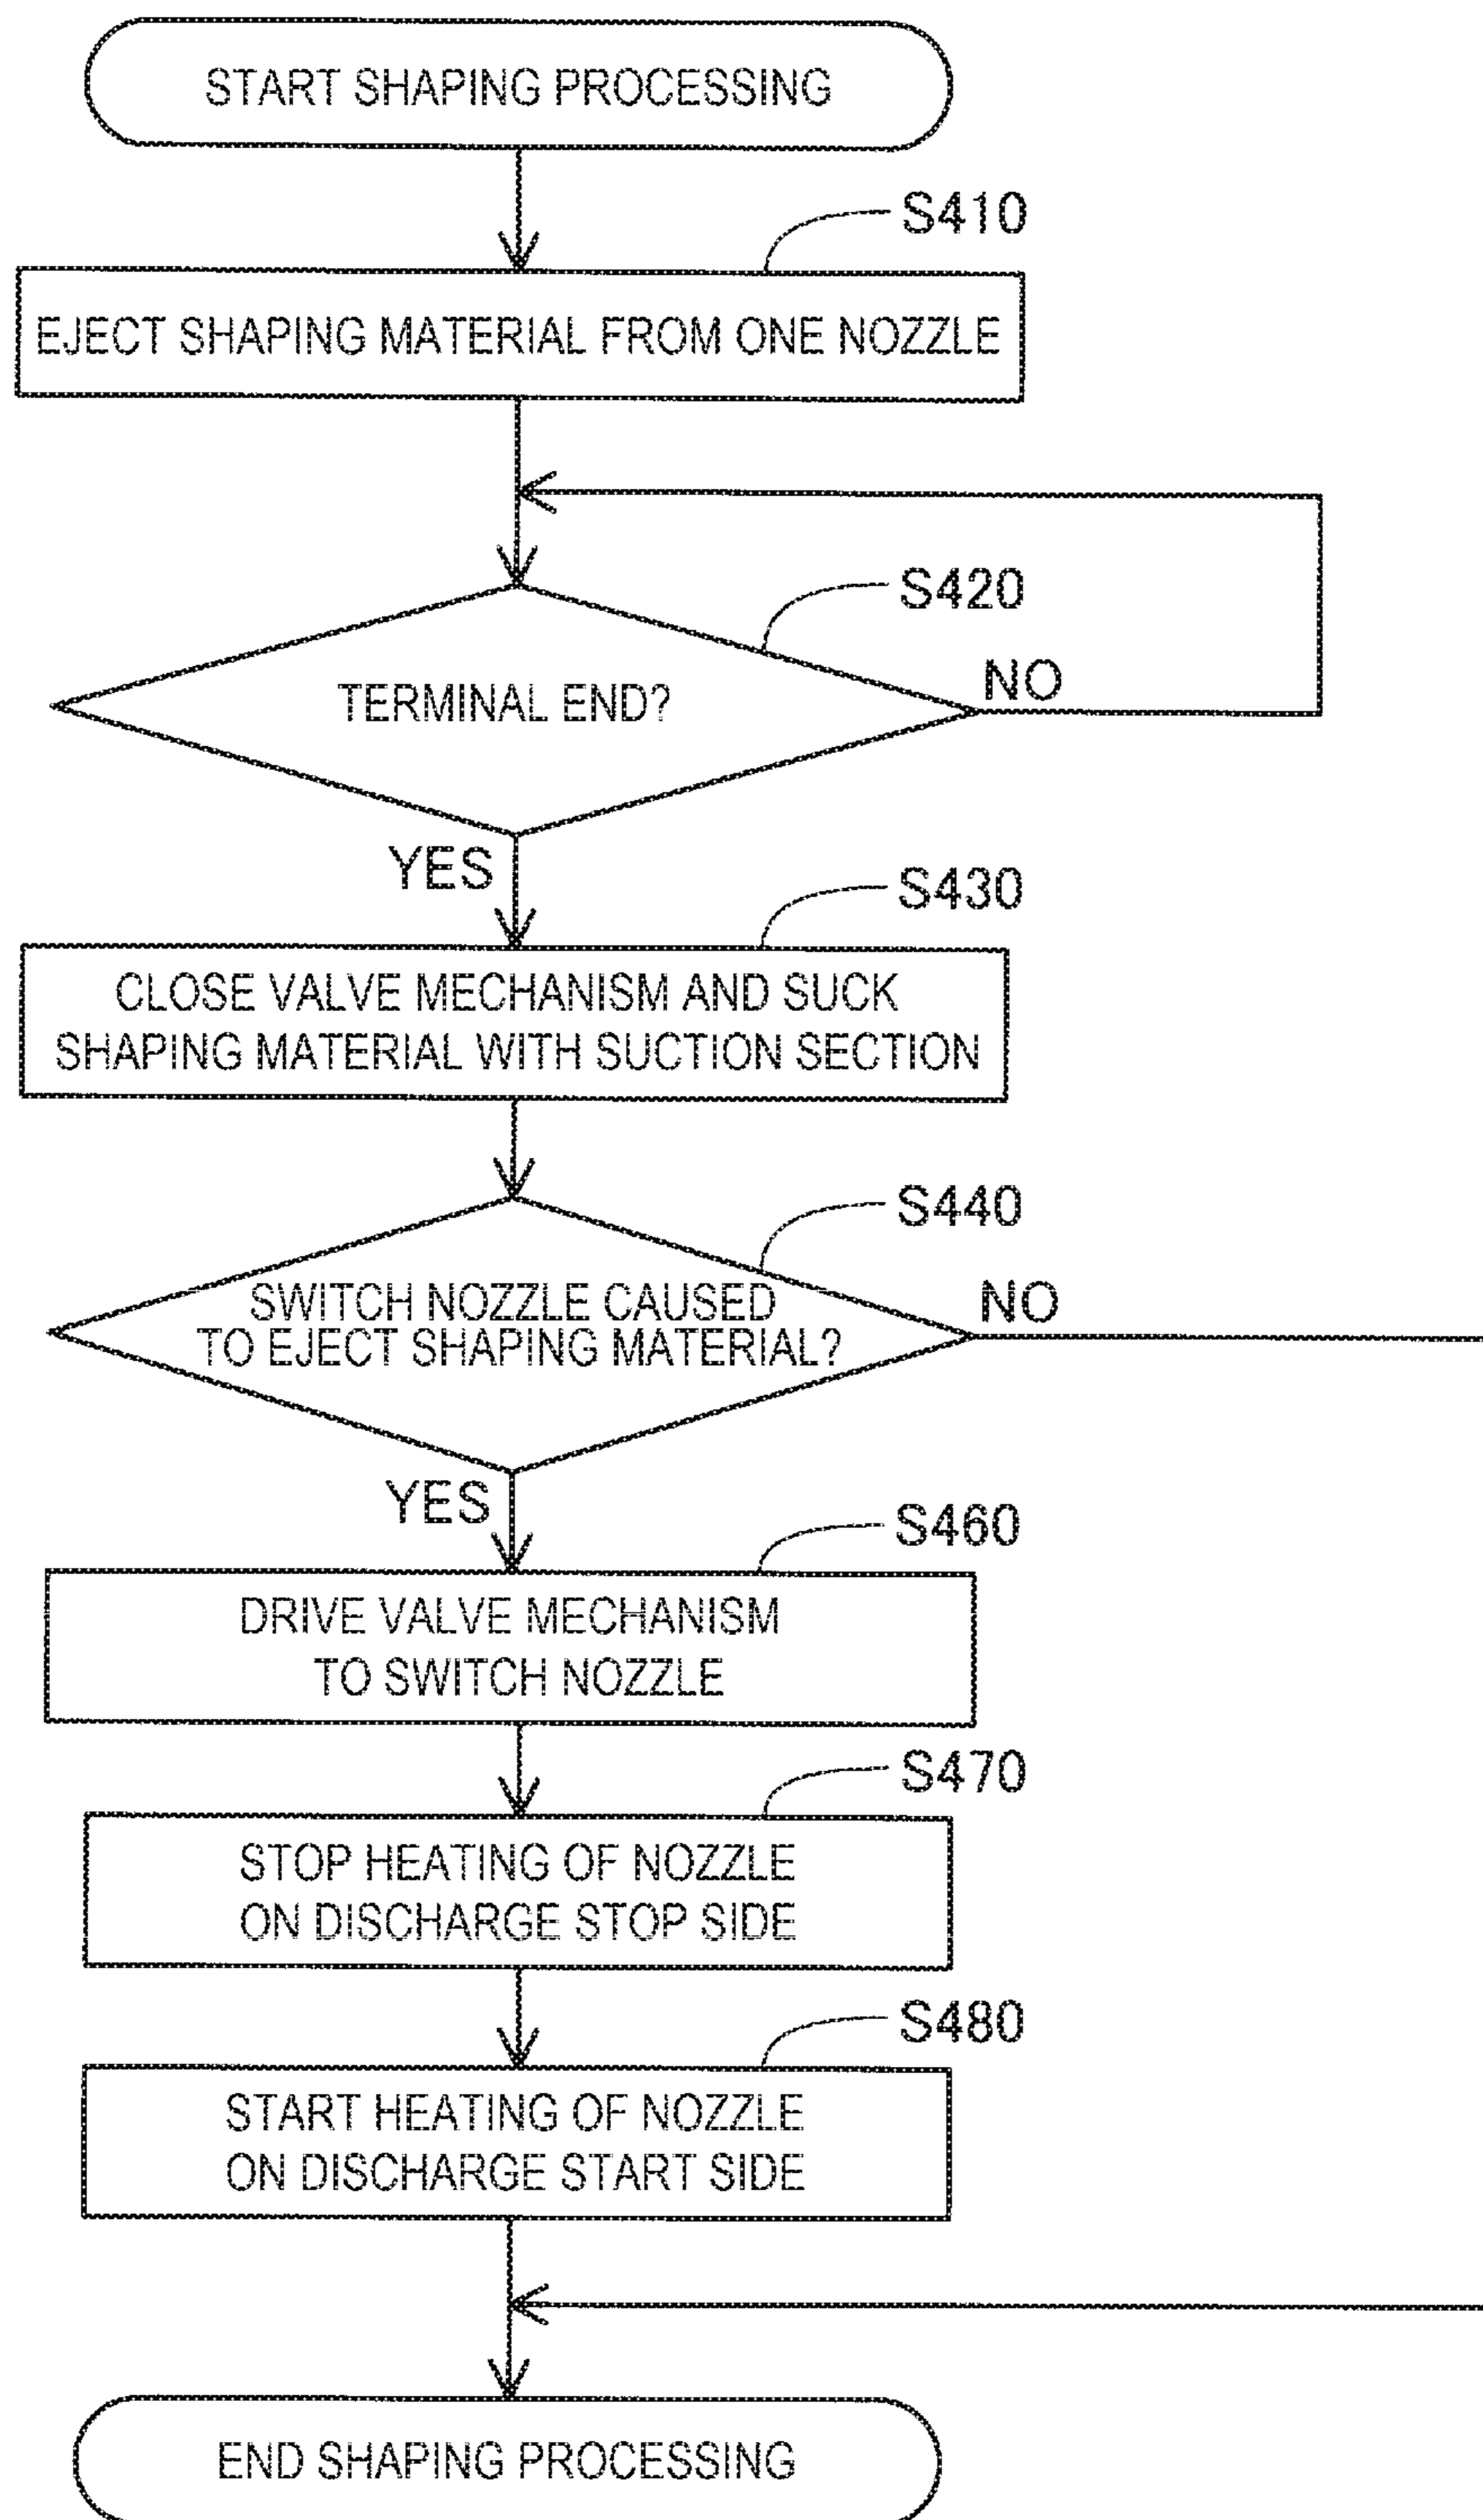 START SHAPING PROCESSING
S410
EJECT SHAPING MATERIAL FROM ONE NOZZLE
S420
TERMINAL END?
NO
YES
S430
CLOSE VALVE MECHANISM AND SUCK
SHAPING MATERIAL WITH SUCTION SECTION
S440
SWITCH NOZZLE CAUSED
TO EJECT SHAPING MATERIAL?
NO
YES
S460
DRIVE VALVE MECHANISM
TO SWITCH NOZZLE
S470
STOP HEATING OF NOZZLE
ON DISCHARGE STOP SIDE
S480
START HEATING OF NOZZLE
ON DISCHARGE START SIDE
END SHAPING PROCESSING